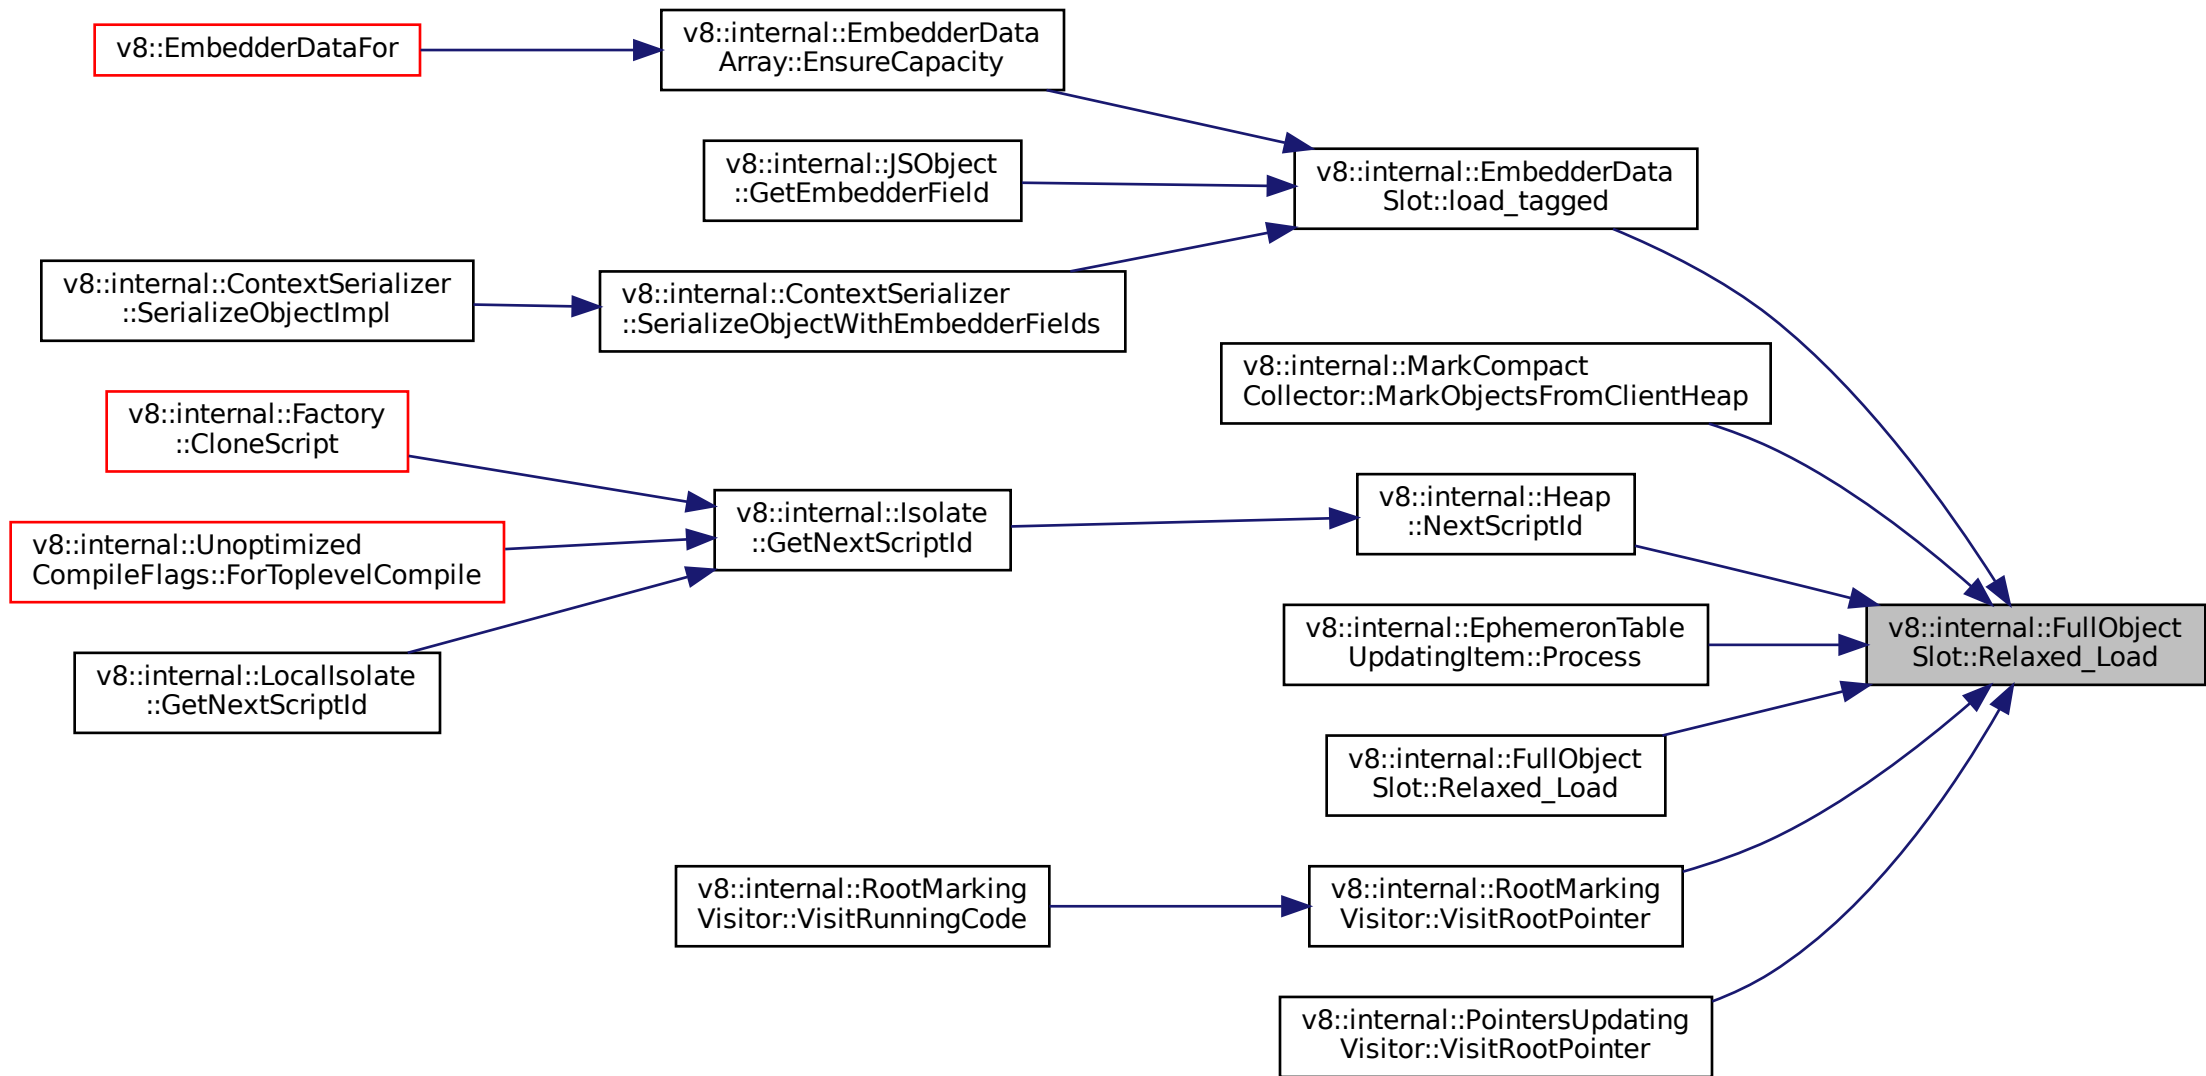 v8::EmbedderDataFor
v8::internal::EmbedderData
Array::EnsureCapacity
v8::internal::JSObject
::GetEmbedderField
v8::internal::EmbedderData
Slot::load_tagged
v8::internal::ContextSerializer
::SerializeObjectImpl
v8::internal::ContextSerializer
::SerializeObjectWithEmbedderFields
v8::internal::MarkCompact
Collector::MarkObjectsFromClientHeap
v8::internal::Factory
::CloneScript
v8::internal::Unoptimized
CompileFlags::ForToplevelCompile
v8::internal::LocalIsolate
::GetNextScriptId
v8::internal::Isolate
::GetNextScriptId
v8::internal::Heap
::NextScriptId
v8::internal::EphemeronTable
UpdatingItem::Process
v8::internal::FullObject
Slot::Relaxed_Load
v8::internal::FullObject
Slot::Relaxed_Load
v8::internal::RootMarking
Visitor::VisitRunningCode
v8::internal::RootMarking
Visitor::VisitRootPointer
v8::internal::PointersUpdating
Visitor::VisitRootPointer